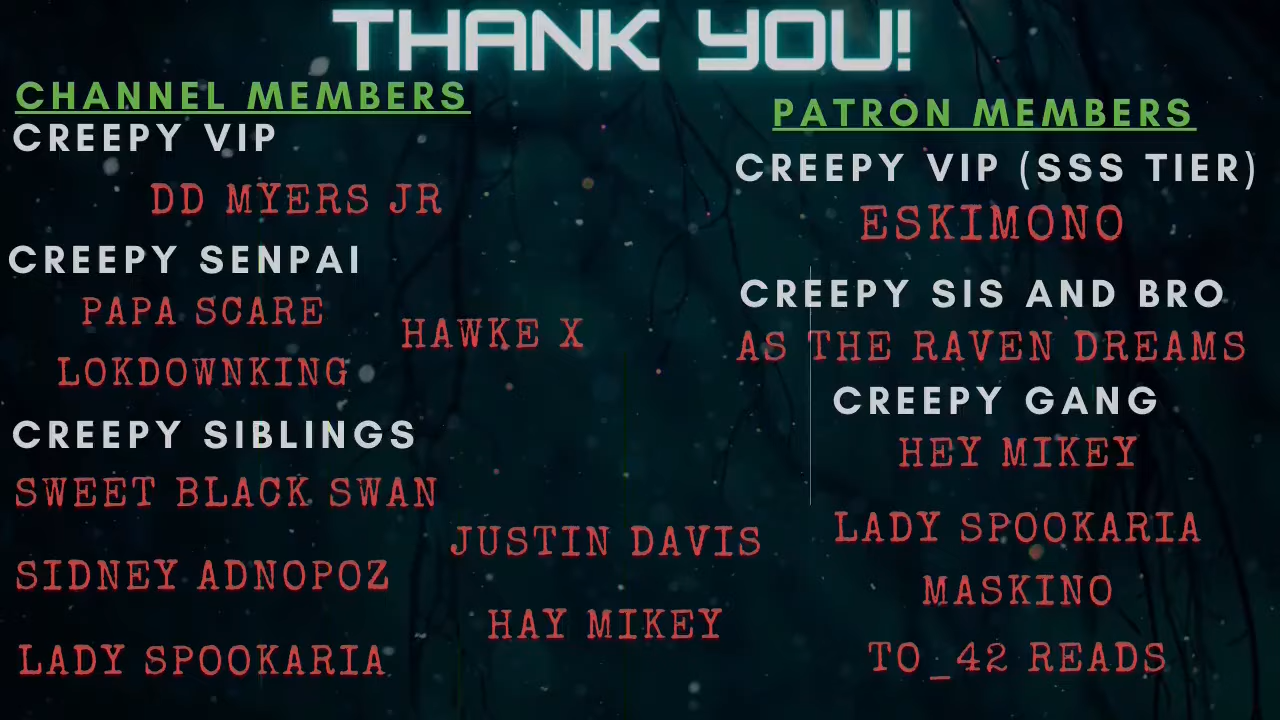 THANK YOU!
CHANNEL MEMBERS
CREEPY VIP
DD MYERS JR
CREEPY SENPAI
PAPA SCARE
HAWKE X
LOKDOWNKING
CREEPY SIBLINGS
SWEET BLACK SWAN
JUSTIN DAVIS
SIDNEY ADNOPOZ
HAY MIKEY
LADY SPOOKARIA
PATRON MEMBERS
CREEPY VIP (SSS TIER)
ESKIMONO
CREEPY SIS AND BRO
AS THE RAVEN DREAMS
CREEPY GANG
HEY MIKEY
LADY SPOOKARIA
MASKINO
TO_42 READS